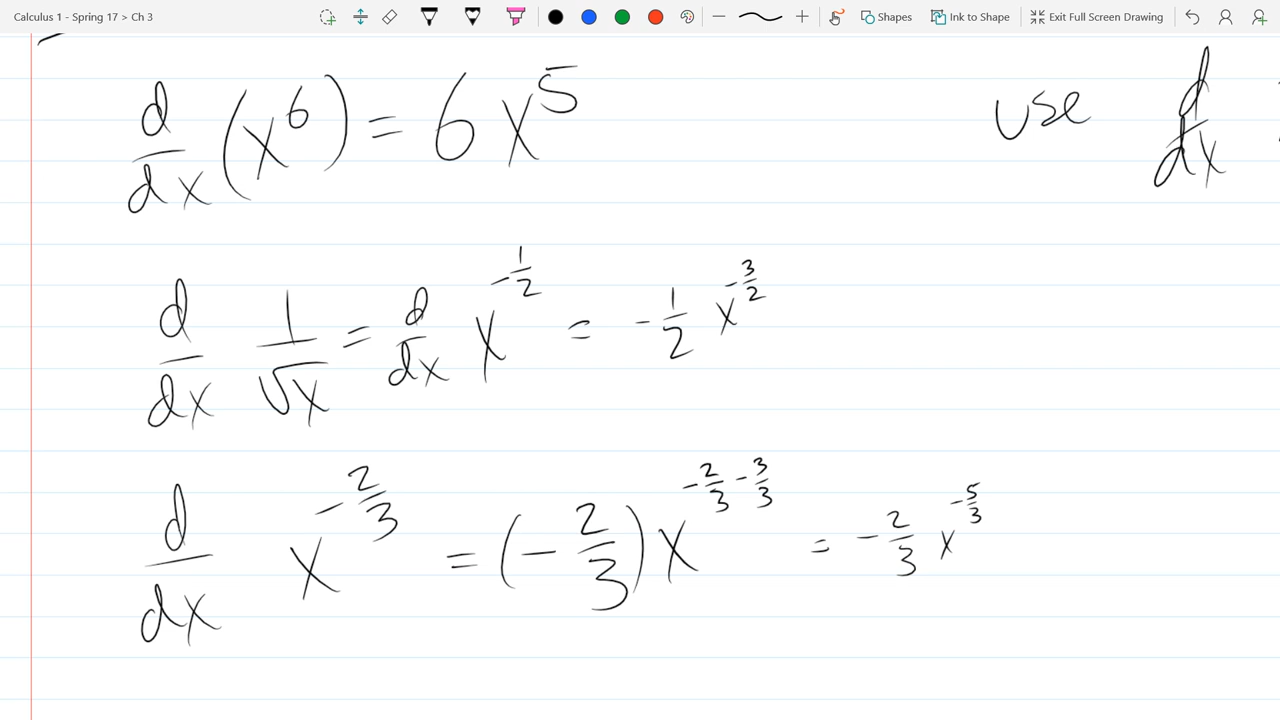 Calculus 1 - Spring 17 > Ch 3 Shapes Ink to Shape Exit Full Screen Drawing
d/dx (x^6) = 6x^5 use d/dx
d/dx 1/√x = d/dx x^(-1/2) = -1/2 x^(-3/2)
d/dx x^(-2/3) = (-2/3) x^(-2/3 - 3/3) = -2/3 x^(-5/3)